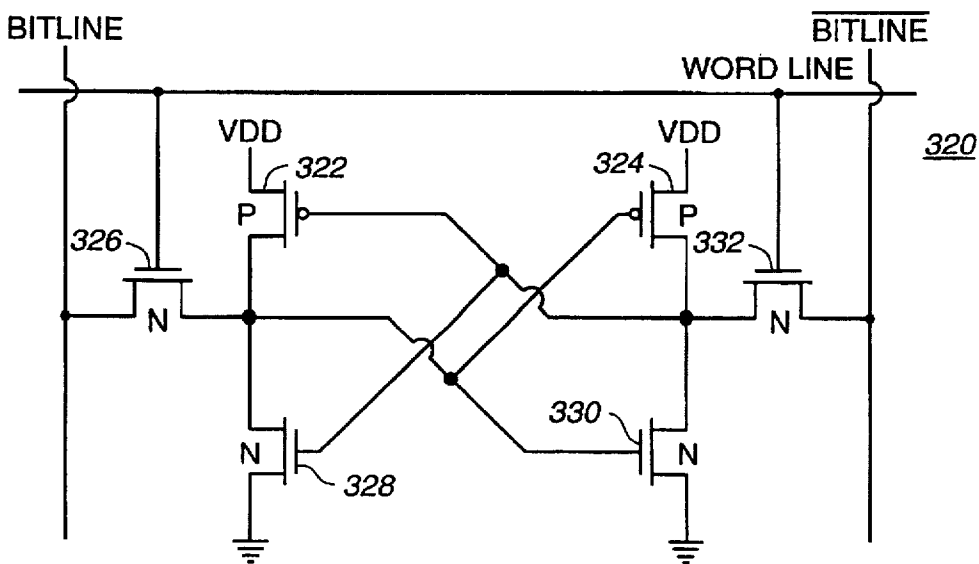 BITLINE
BITLINE
WORD LINE
VDD
VDD
320
322
324
P
P
326
332
N
N
330
N
N
328